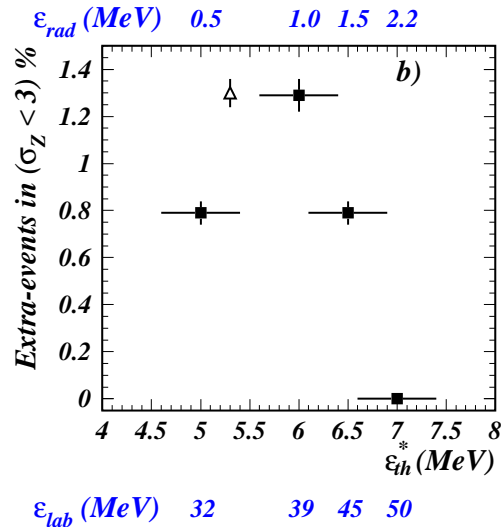 ε_rad (MeV) 0.5 1.0 1.5 2.2
b)
Extra-events in (σ_Z < 3) %
1.4
1.2
1
0.8
0.6
0.4
0.2
0
4 4.5 5 5.5 6 6.5 7 7.5 8
ε*_th (MeV)
ε_lab (MeV) 32 39 45 50